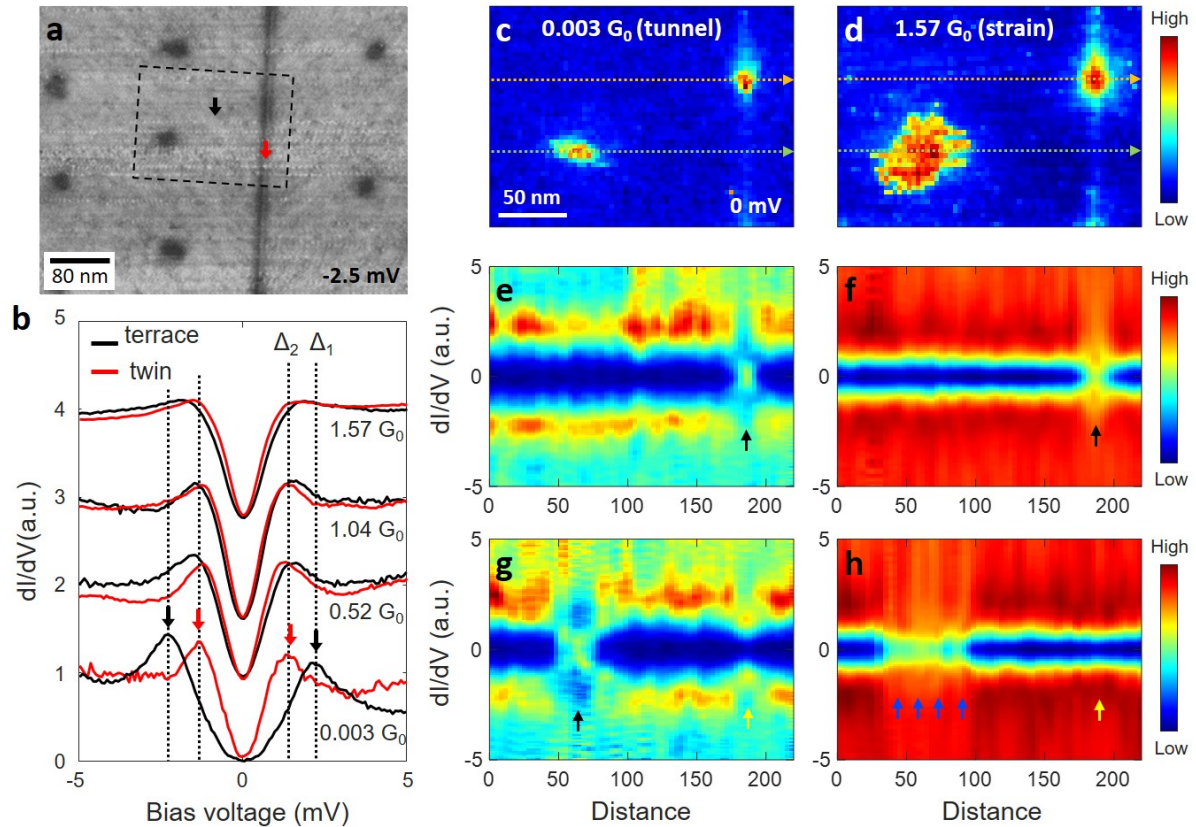 a
80 nm
-2.5 mV
b
5
4
3
2
1
0
-5
0
5
dI/dV(a.u.)
Bias voltage (mV)
terrace
twin
Δ2 Δ1
1.57 G0
1.04 G0
0.52 G0
0.003 G0
c 0.003 G0 (tunnel)
50 nm
0 mV
d 1.57 G0 (strain)
High
Low
e
5
0
-5
dI/dV (a.u.)
0 50 100 150 200
f
5
0
-5
0 50 100 150 200
High
Low
g
5
0
-5
dI/dV (a.u.)
0 50 100 150 200
Distance
h
5
0
-5
0 50 100 150 200
Distance
High
Low